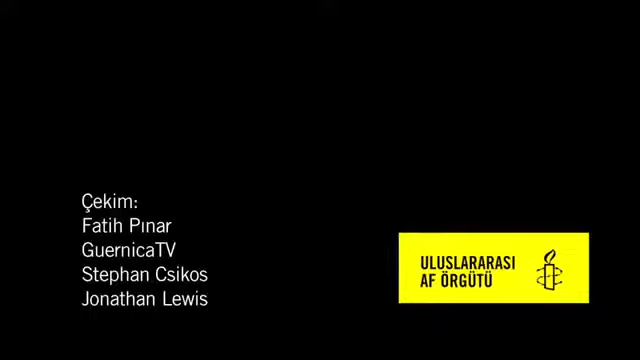 Çekim:
Fatih Pınar
GuernicaTV
Stephan Csikos
Jonathan Lewis
ULUSLARARASI
AF ÖRGÜTÜ